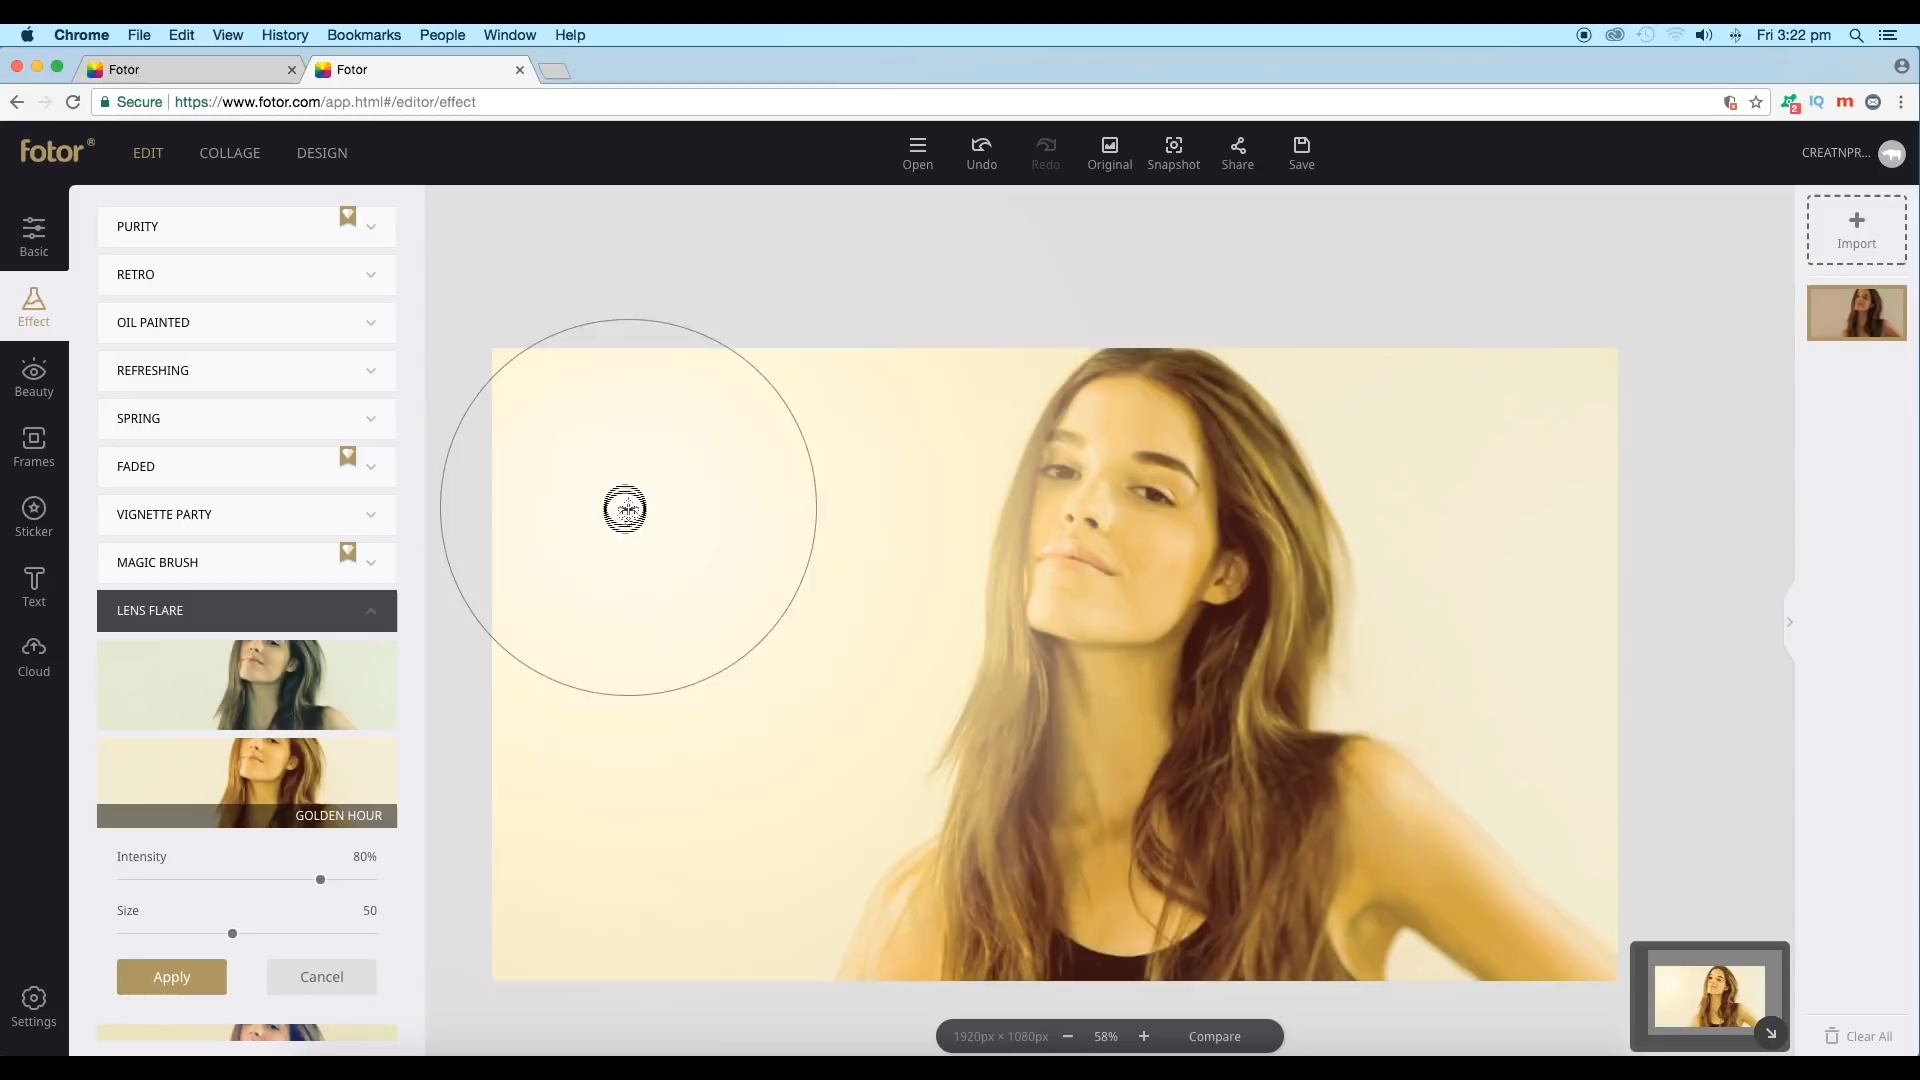 Chrome File Edit View History Bookmarks People Window Help Fri 3:22 pm
Fotor Fotor
Secure https://www.fotor.com/app.html#/editor/effect 2 IQ m
fotor® EDIT COLLAGE DESIGN Open Undo Redo Original Snapshot Share Save CREATNPR...
Basic
Effect
Beauty
Frames
Sticker
Text
Cloud
Settings
PURITY
RETRO
OIL PAINTED
REFRESHING
SPRING
FADED
VIGNETTE PARTY
MAGIC BRUSH
LENS FLARE
GOLDEN HOUR
Intensity 80%
Size 50
Apply Cancel
1920px × 1080px − 58% + Compare
Import
Clear All